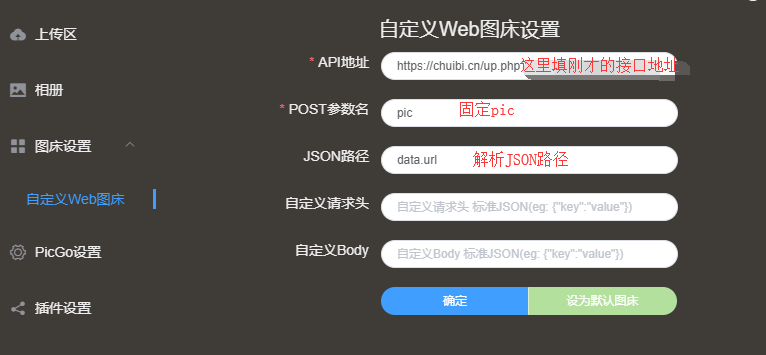 自定义Web图床设置
上传区
相册
图床设置
自定义Web图床
PicGo设置
插件设置
* API地址
https://chuibi.cn/up.php
这里填刚才的接口地址
* POST参数名
pic
固定pic
JSON路径
data.url
解析JSON路径
自定义请求头
自定义请求头 标准JSON(eg: {"key":"value"})
自定义Body
自定义Body 标准JSON(eg: {"key":"value"})
确定
设为默认图床